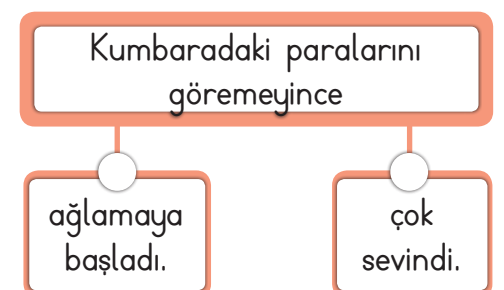 Kumbaradaki paralarını
göremeyince
ağlamaya
başladı.
çok
sevindi.